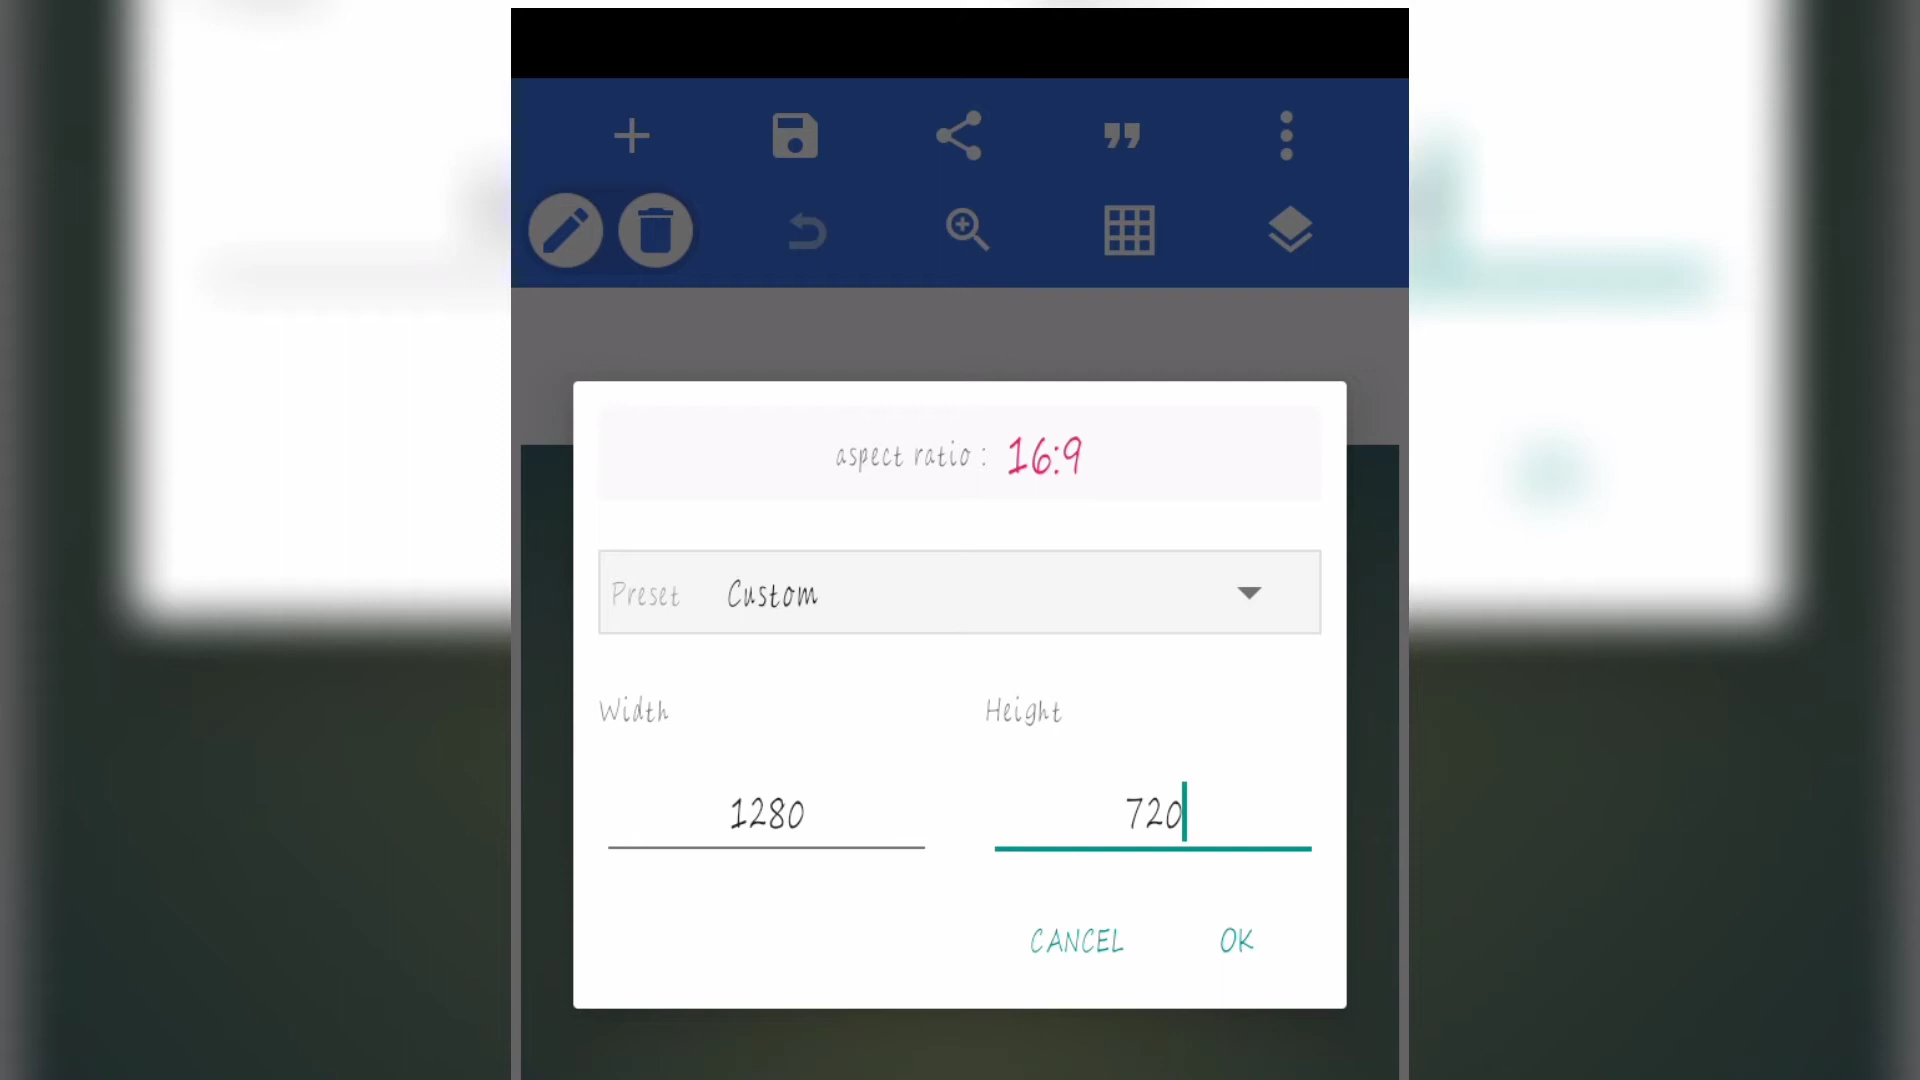 aspect ratio : 16:9
Preset Custom
Width Height
1280 720
CANCEL OK